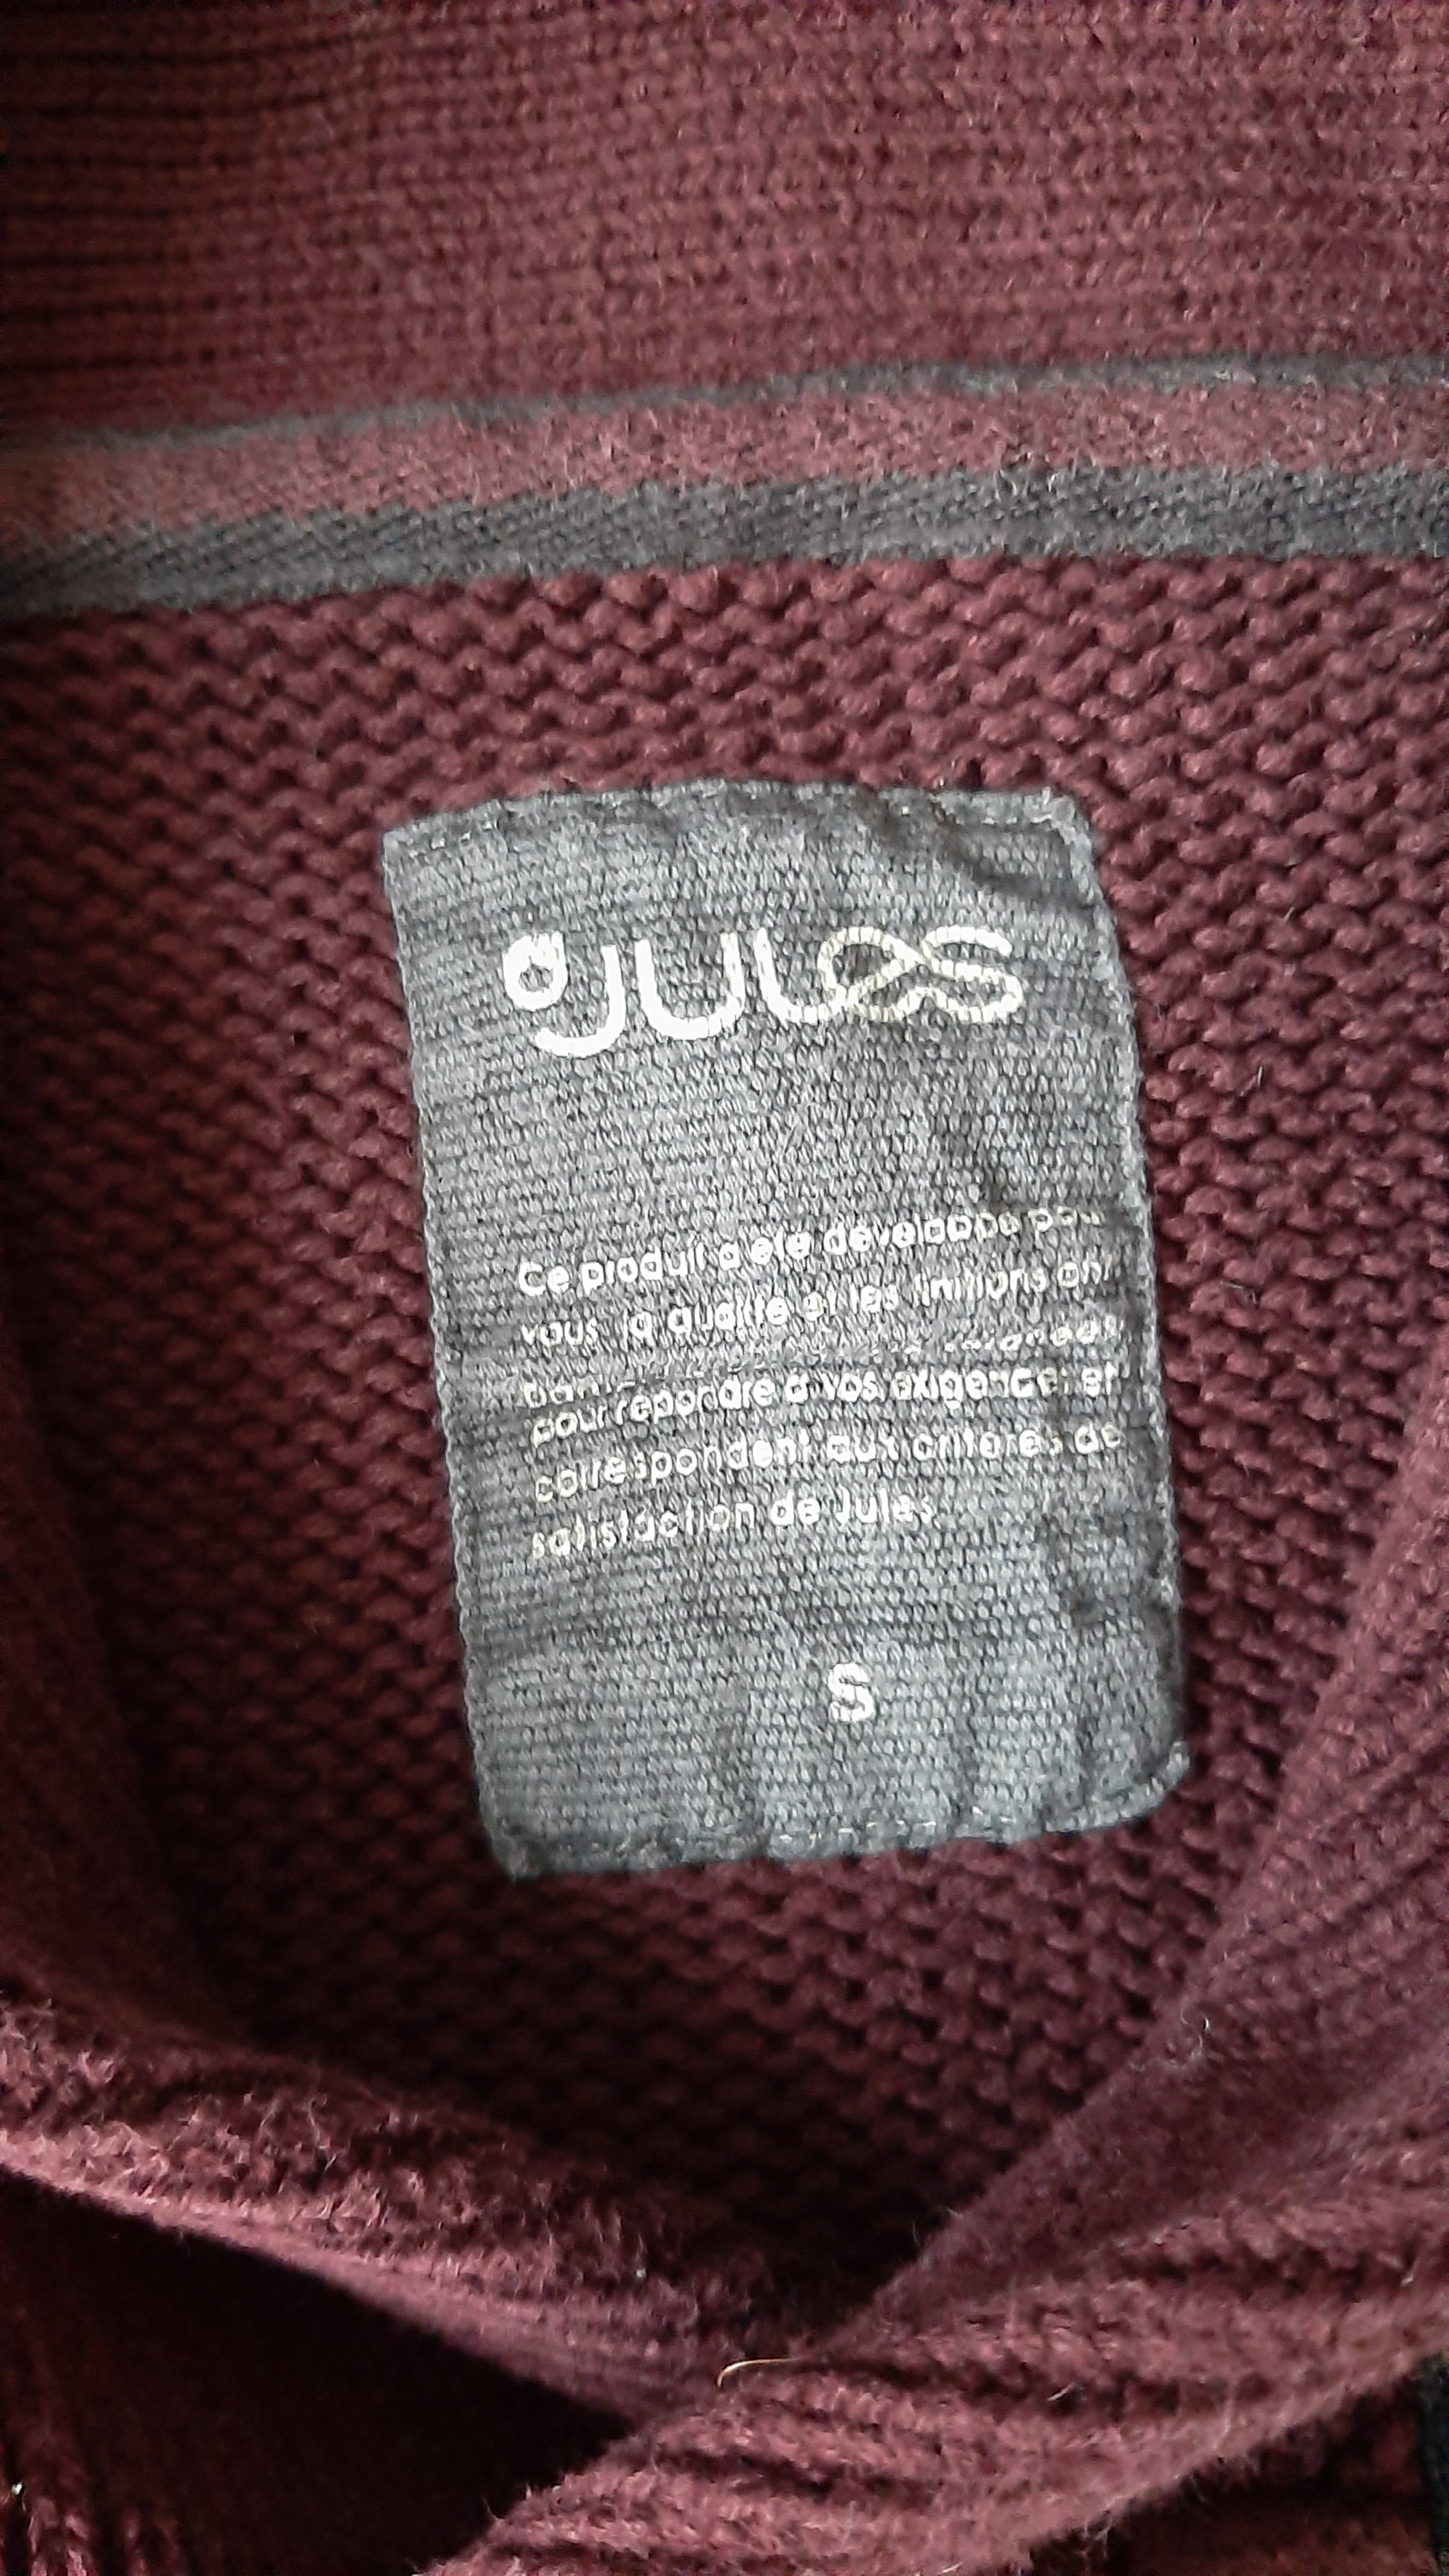 Jules
Ce produit a été développé pour
vous, la qualité et les finitions ont
pour répondre à vos exigences et
correspondent aux critères de
satisfaction de Jules.
S